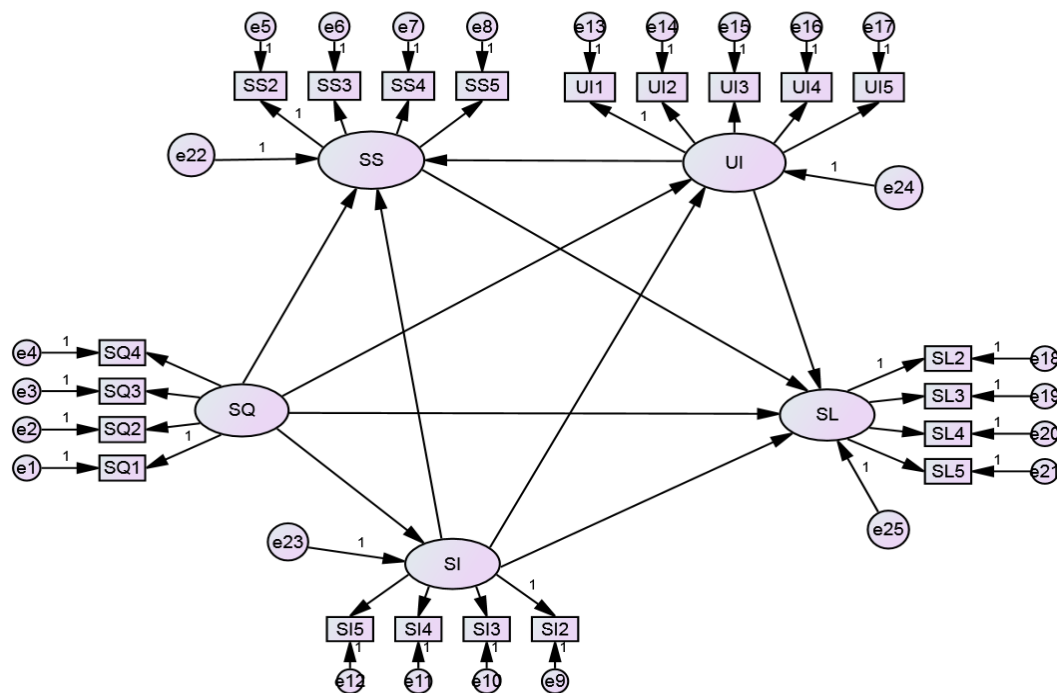 e5 e6 e7 e8 e13 e14 e15 e16 e17
1 1 1 1 1 1 1 1 1
SS2 SS3 SS4 SS5 UI1 UI2 UI3 UI4 UI5
1 1
e22 1 SS UI 1 e24
e4 1 SQ4 SL2 1 e18
1
e3 1 SQ3 SL3 1 e19
e2 1 SQ2 SQ SL SL4 1 e20
1
e1 1 SQ1 SL5 1 e21
1
e23 1 SI e25
1
SI5 SI4 SI3 SI2
1 1 1 1
e12 e11 e10 e9